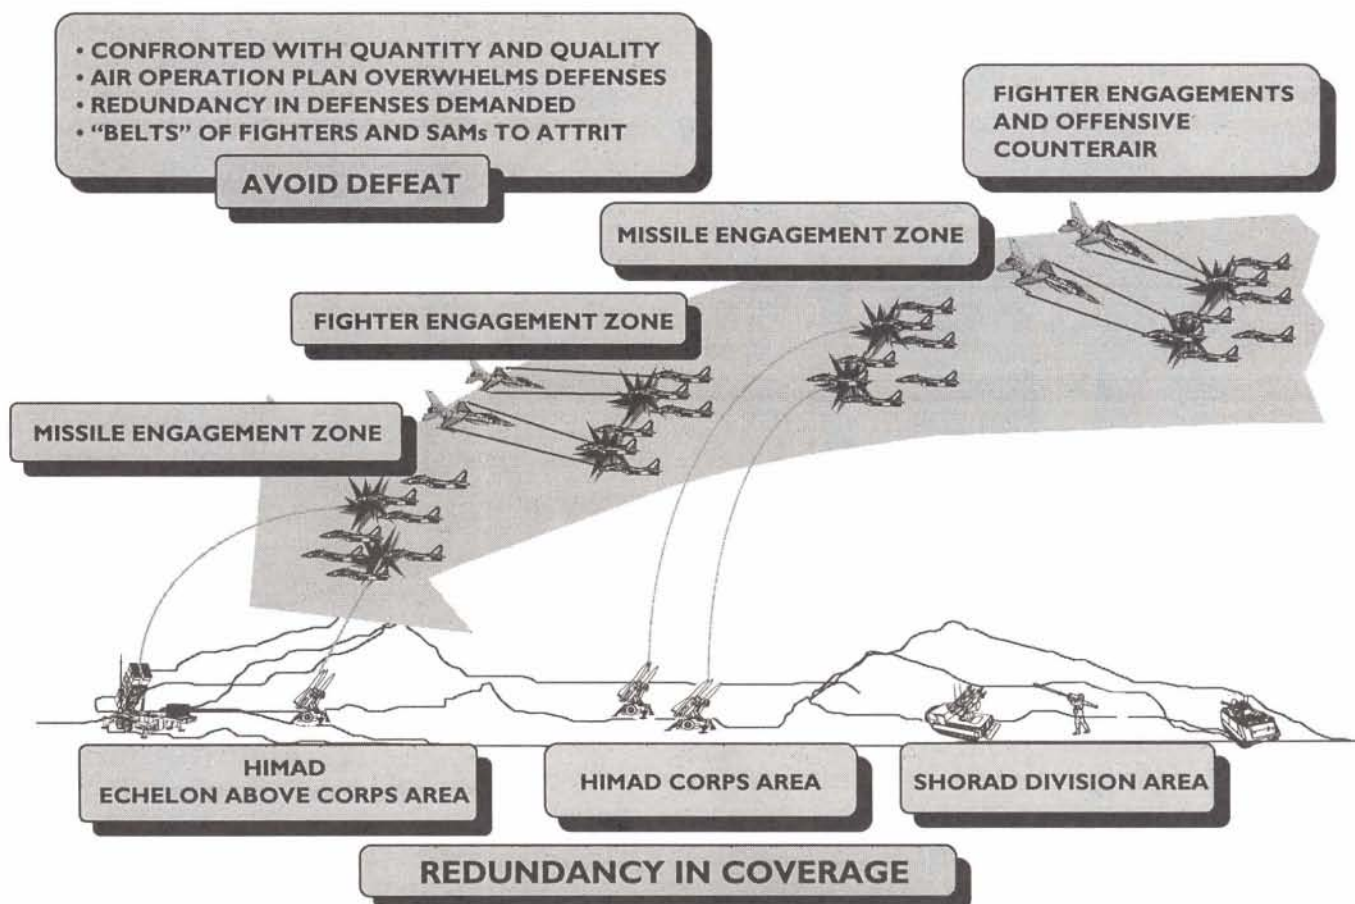 • CONFRONTED WITH QUANTITY AND QUALITY
• AIR OPERATION PLAN OVERWHELMS DEFENSES
• REDUNDANCY IN DEFENSES DEMANDED
• “BELTS” OF FIGHTERS AND SAMs TO ATTRIT
AVOID DEFEAT
FIGHTER ENGAGEMENTS
AND OFFENSIVE
COUNTERAIR
MISSILE ENGAGEMENT ZONE
FIGHTER ENGAGEMENT ZONE
MISSILE ENGAGEMENT ZONE
HIMAD
ECHELON ABOVE CORPS AREA
HIMAD CORPS AREA
SHORAD DIVISION AREA
REDUNDANCY IN COVERAGE